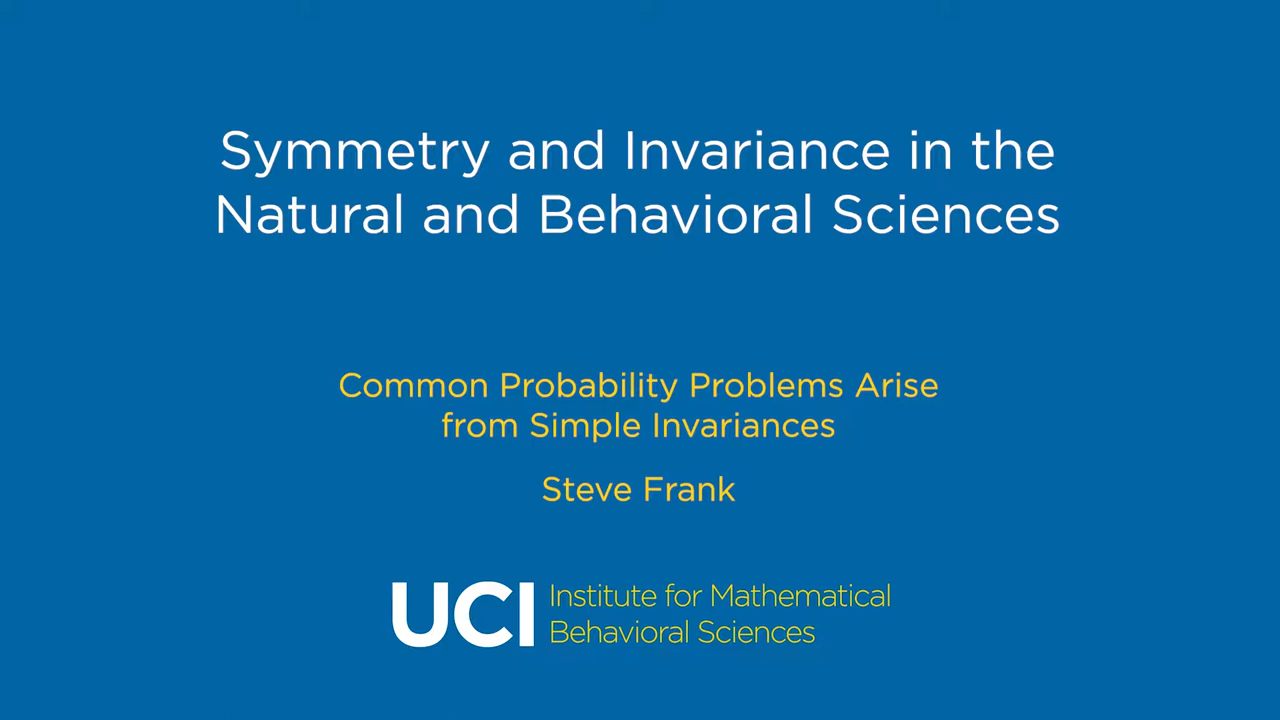 Symmetry and Invariance in the
Natural and Behavioral Sciences
Common Probability Problems Arise
from Simple Invariances
Steve Frank
UCI Institute for Mathematical
Behavioral Sciences